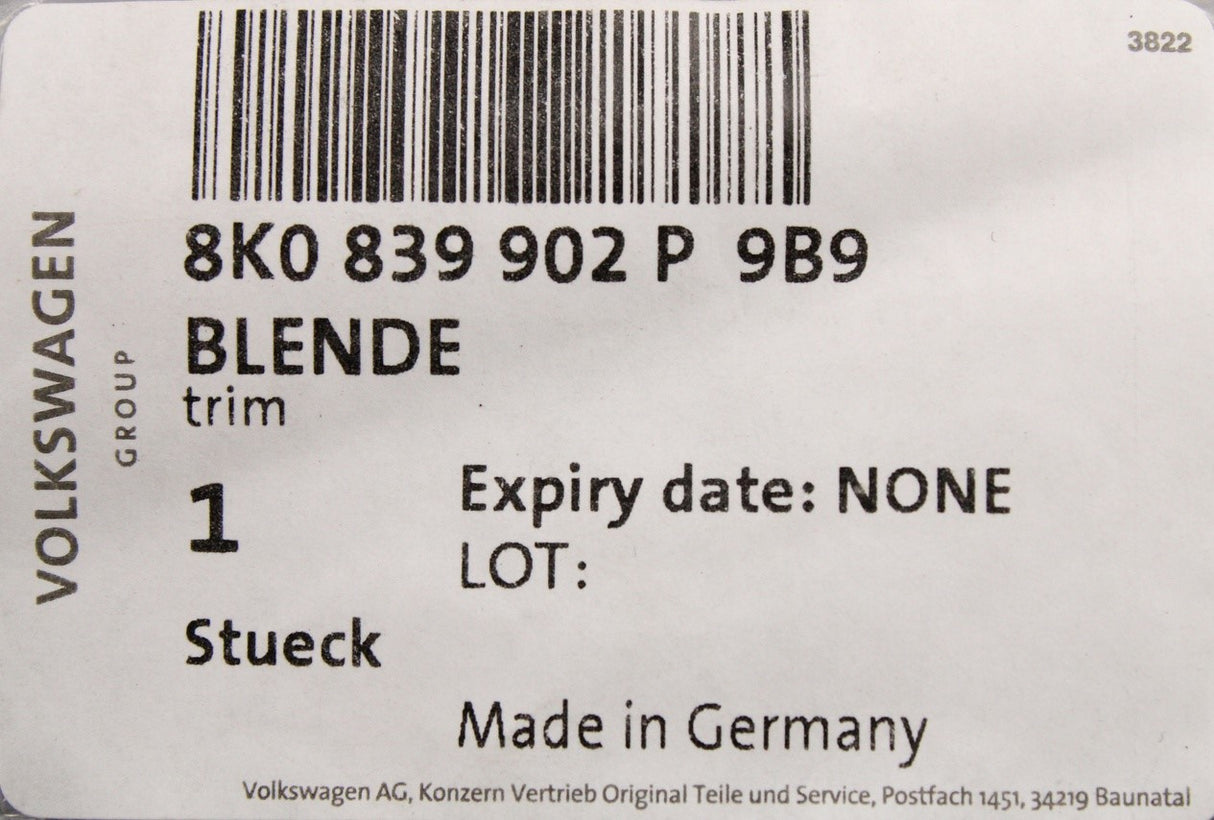 3822
8K0 839 902 P 9B9
BLENDE
trim
1
Expiry date: NONE
LOT:
Stueck
Made in Germany
Volkswagen AG, Konzern Vertrieb Original Teile und Service, Postfach 1451, 34219 Baunatal
VOLKSWAGEN
GROUP